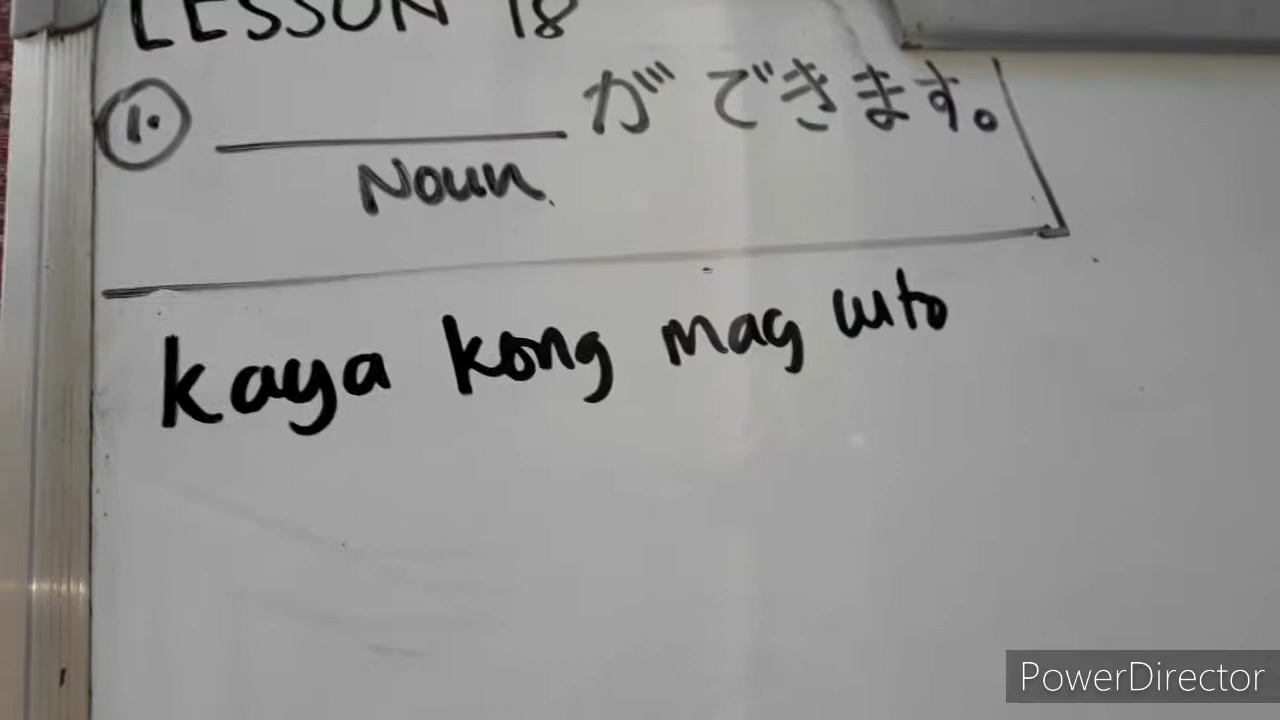 LESSON 18
1. ができます。
Noun
kaya kong mag luto
PowerDirector